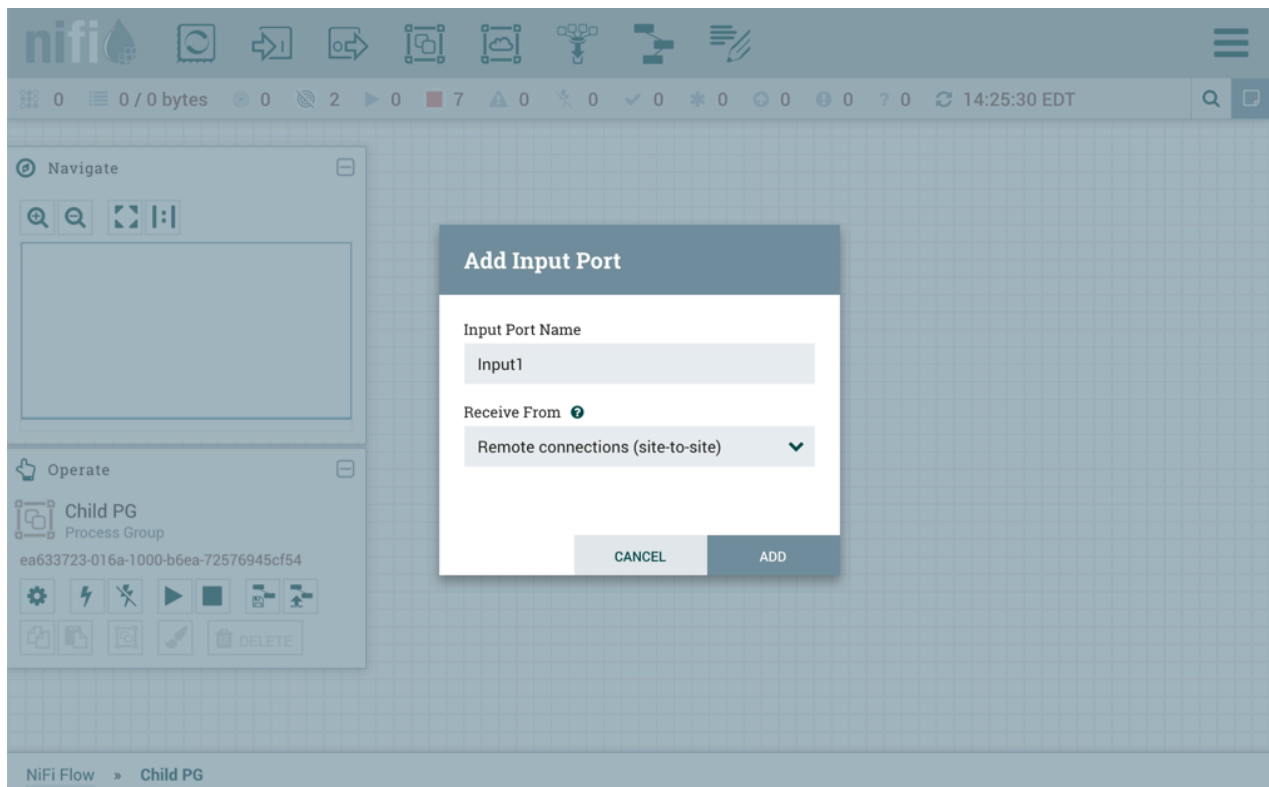 nifi
0 0 / 0 bytes 0 2 0 7 0 0 0 0 0 0 ? 0 14:25:30 EDT
Navigate
Add Input Port
Input Port Name
Input1
Receive From ?
Remote connections (site-to-site)
CANCEL ADD
Operate
Child PG
Process Group
ea633723-016a-1000-b6ea-72576945cf54
DELETE
NiFi Flow » Child PG